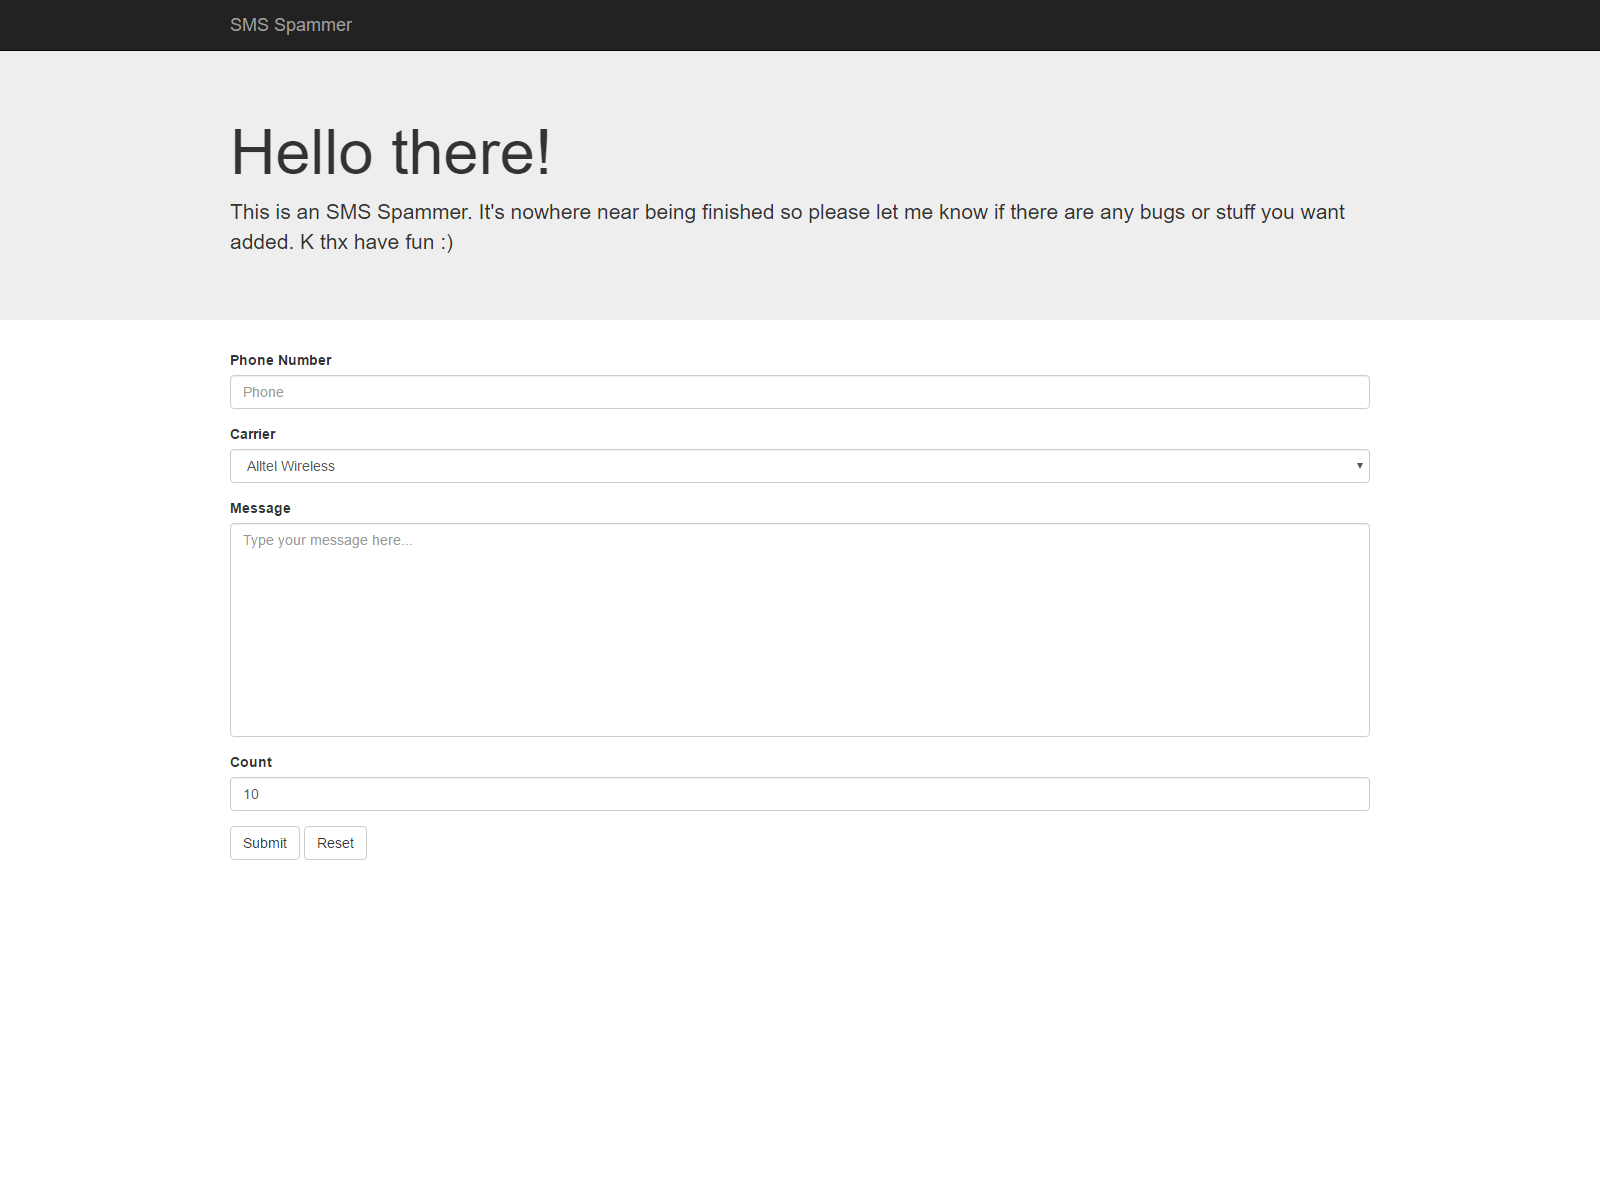 SMS Spammer
Hello there!
This is an SMS Spammer. It's nowhere near being finished so please let me know if there are any bugs or stuff you want
added. K thx have fun :)
Phone Number
Phone
Carrier
Alltel Wireless
Message
Type your message here...
Count
10
Submit Reset